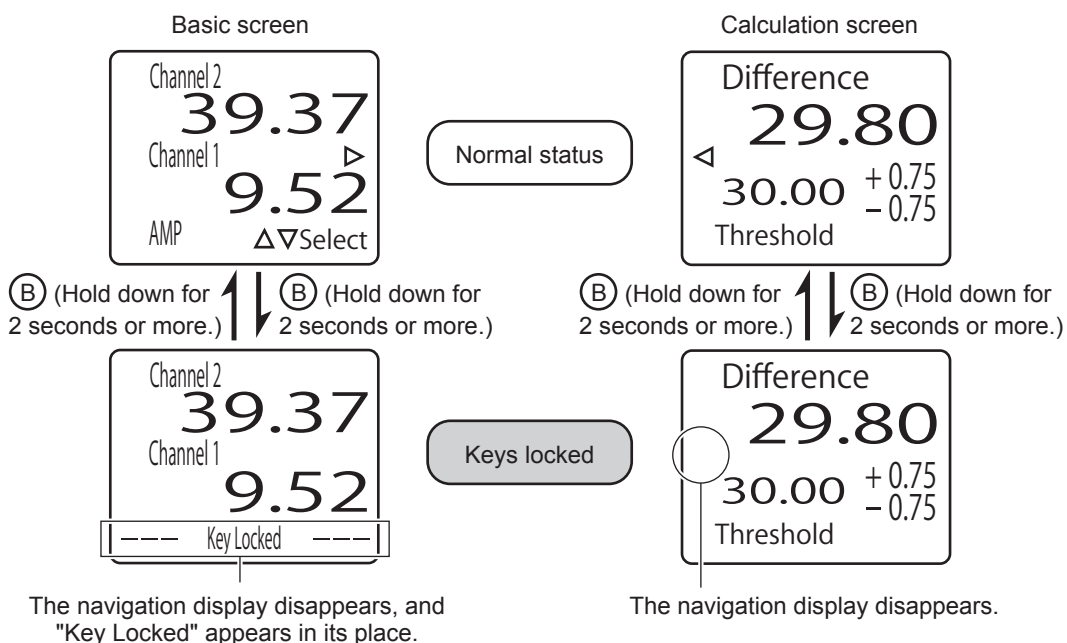 Basic screen
Calculation screen
Channel 2
39.37
Channel 1
▷
9.52
AMP △▽Select
Normal status
Difference
29.80
◁
30.00 + 0.75
– 0.75
Threshold
B (Hold down for
2 seconds or more.)
B (Hold down for
2 seconds or more.)
B (Hold down for
2 seconds or more.)
B (Hold down for
2 seconds or more.)
Channel 2
39.37
Channel 1
9.52
––– Key Locked –––
Keys locked
Difference
29.80
30.00 + 0.75
– 0.75
Threshold
The navigation display disappears, and
"Key Locked" appears in its place.
The navigation display disappears.